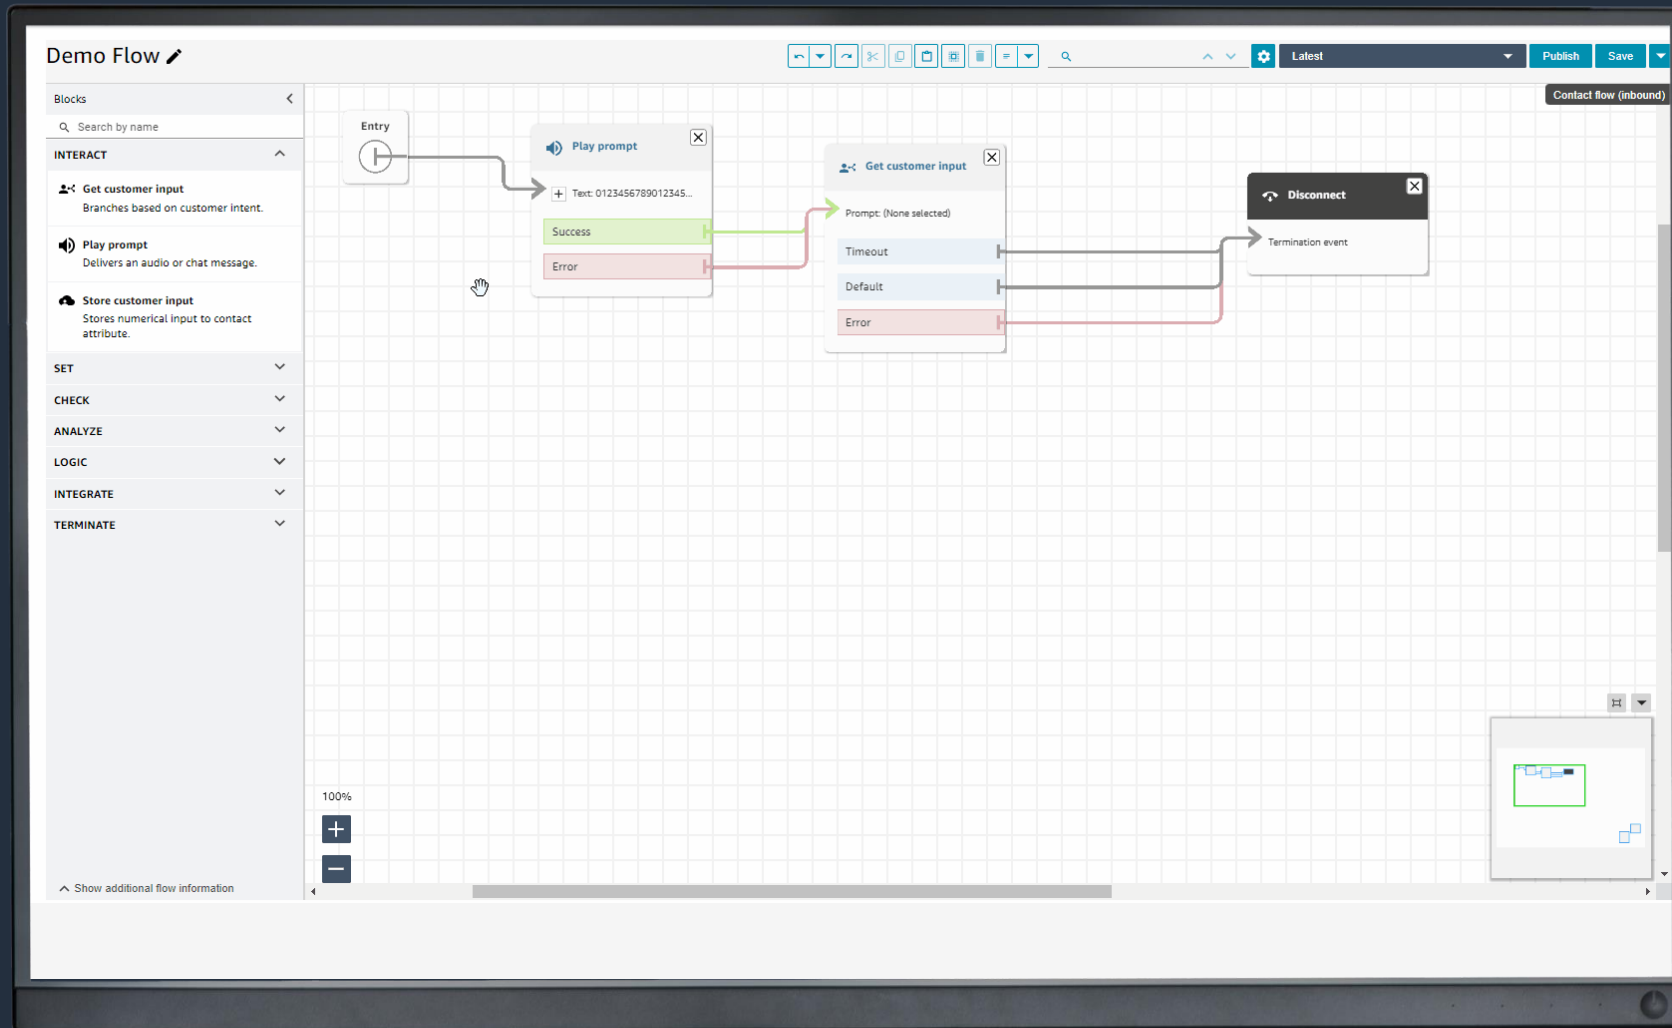 Demo Flow
Latest
Publish
Save
Contact flow (inbound)
Blocks
Search by name
INTERACT
Get customer input
Branches based on customer intent.
Play prompt
Delivers an audio or chat message.
Store customer input
Stores numerical input to contact
attribute.
SET
CHECK
ANALYZE
LOGIC
INTEGRATE
TERMINATE
Show additional flow information
Entry
Play prompt
Text: 0123456789012345...
Success
Error
Get customer input
Prompt: (None selected)
Timeout
Default
Error
Disconnect
Termination event
100%